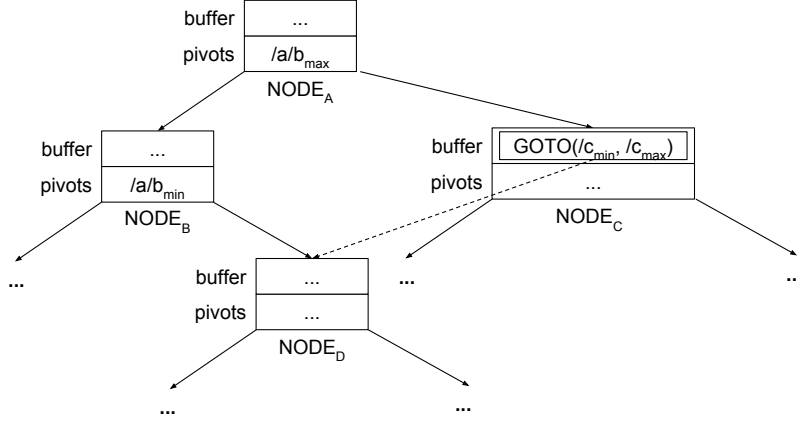 buffer ...
pivots /a/b_max
NODE_A
buffer ...
pivots /a/b_min
NODE_B
buffer GOTO(/c_min, /c_max)
pivots ...
NODE_C
... ... ..
buffer ...
pivots ...
NODE_D
... ...